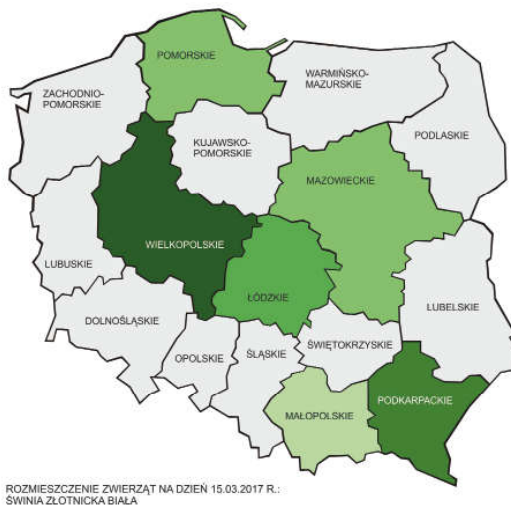 POMORSKIE
WARMIŃSKO-
MAZURSKIE
ZACHODNIO-
POMORSKIE
PODLASKIE
KUJAWSKO-
POMORSKIE
MAZOWIECKIE
WIELKOPOLSKIE
LUBUSKIE
ŁÓDZKIE
LUBELSKIE
DOLNOŚLĄSKIE
ŚWIĘTOKRZYSKIE
OPOLSKIE
ŚLĄSKIE
MAŁOPOLSKIE
PODKARPACKIE
ROZMIESZCZENIE ZWIERZĄT NA DZIEŃ 15.03.2017 R.:
ŚWINIA ZŁOTNICKA BIAŁA